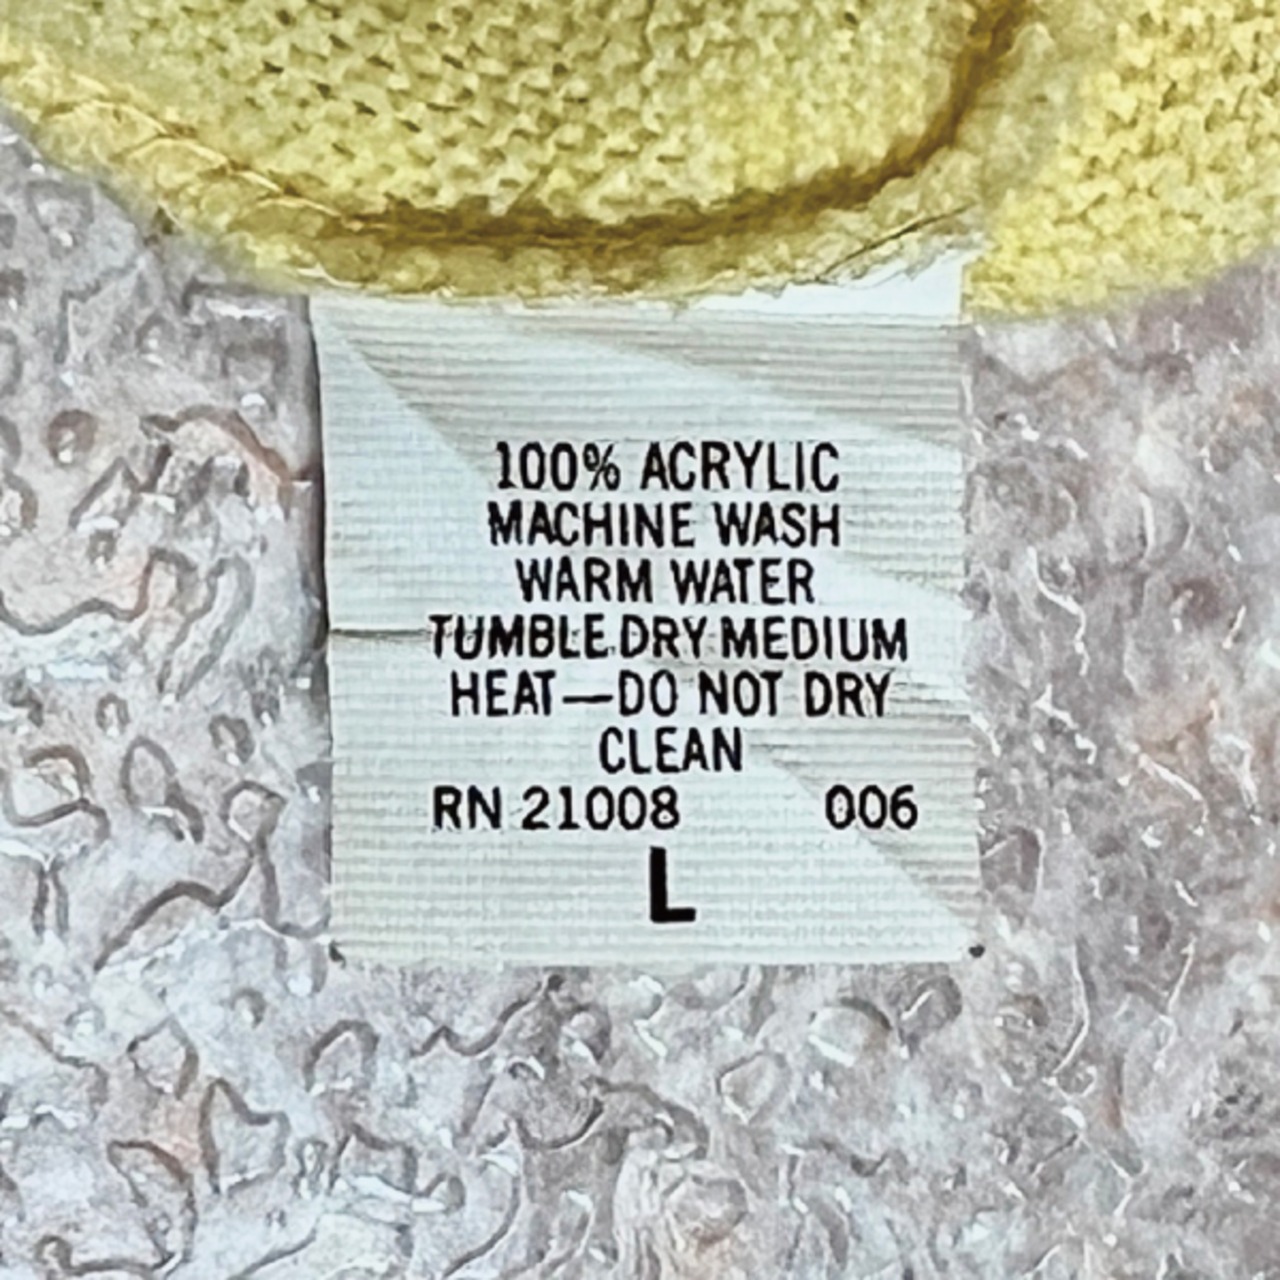 100% ACRYLIC
MACHINE WASH
WARM WATER
TUMBLE DRY MEDIUM
HEAT—DO NOT DRY
CLEAN
RN 21008 006
L